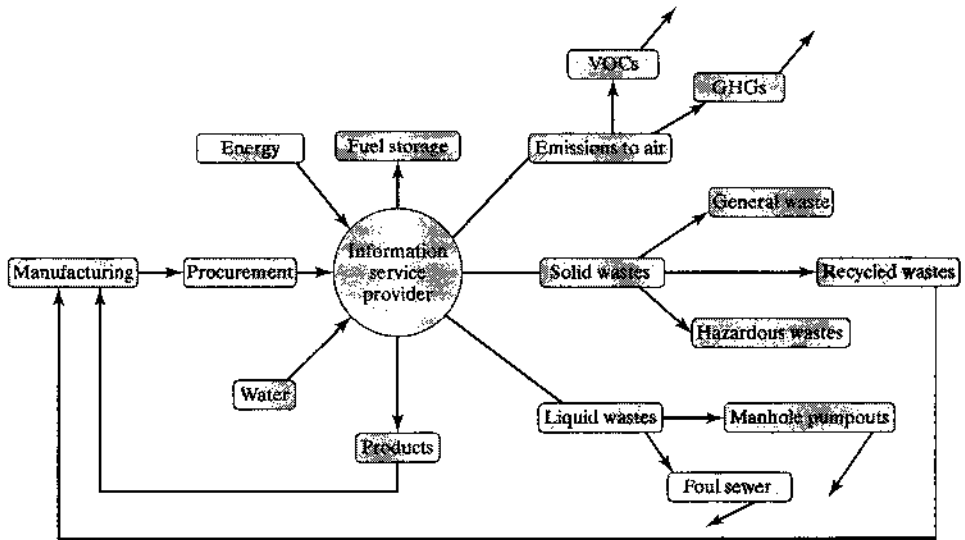 VOCs
GHGs
Energy
Fuel storage
Emissions to air
General waste
Information
service
provider
Manufacturing
Procurement
Solid wastes
Recycled wastes
Hazardous wastes
Water
Liquid wastes
Manhole pumpouts
Products
Foul sewer